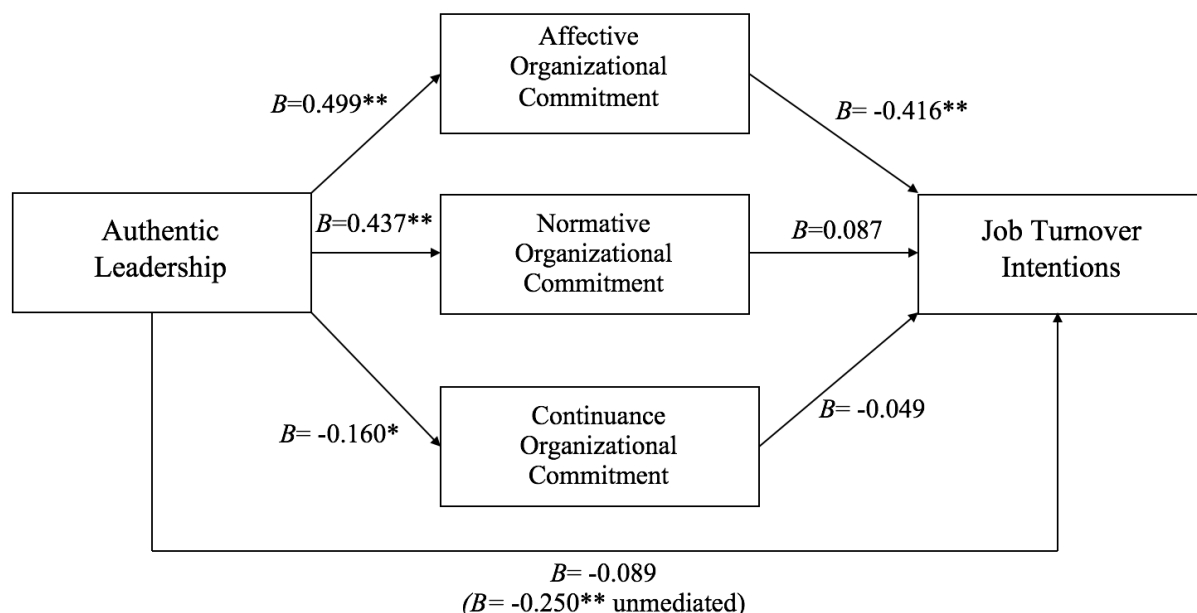 Affective
Organizational
Commitment
B=0.499**
B= -0.416**
Authentic
Leadership
B=0.437**
Normative
Organizational
Commitment
B=0.087
Job Turnover
Intentions
B= -0.160*
Continuance
Organizational
Commitment
B= -0.049
B= -0.089
(B= -0.250** unmediated)